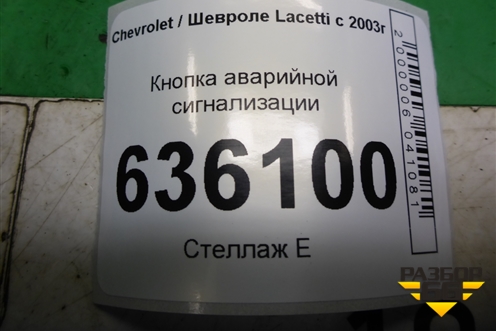 Chevrolet / Шевроле Lacetti с 2003г
Кнопка аварийной
сигнализации
636100
Стеллаж Е
2000006041081
РАЗБОР